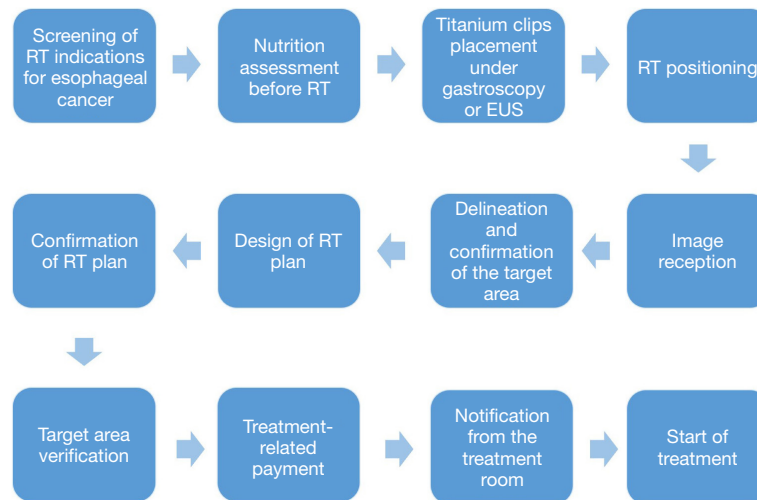 Screening of
RT indications
for esophageal
cancer
Nutrition
assessment
before RT
Titanium clips
placement
under
gastroscopy
or EUS
RT positioning
Image
reception
Delineation
and
confirmation
of the target
area
Design of RT
plan
Confirmation
of RT plan
Target area
verification
Treatment-
related
payment
Notification
from the
treatment
room
Start of
treatment